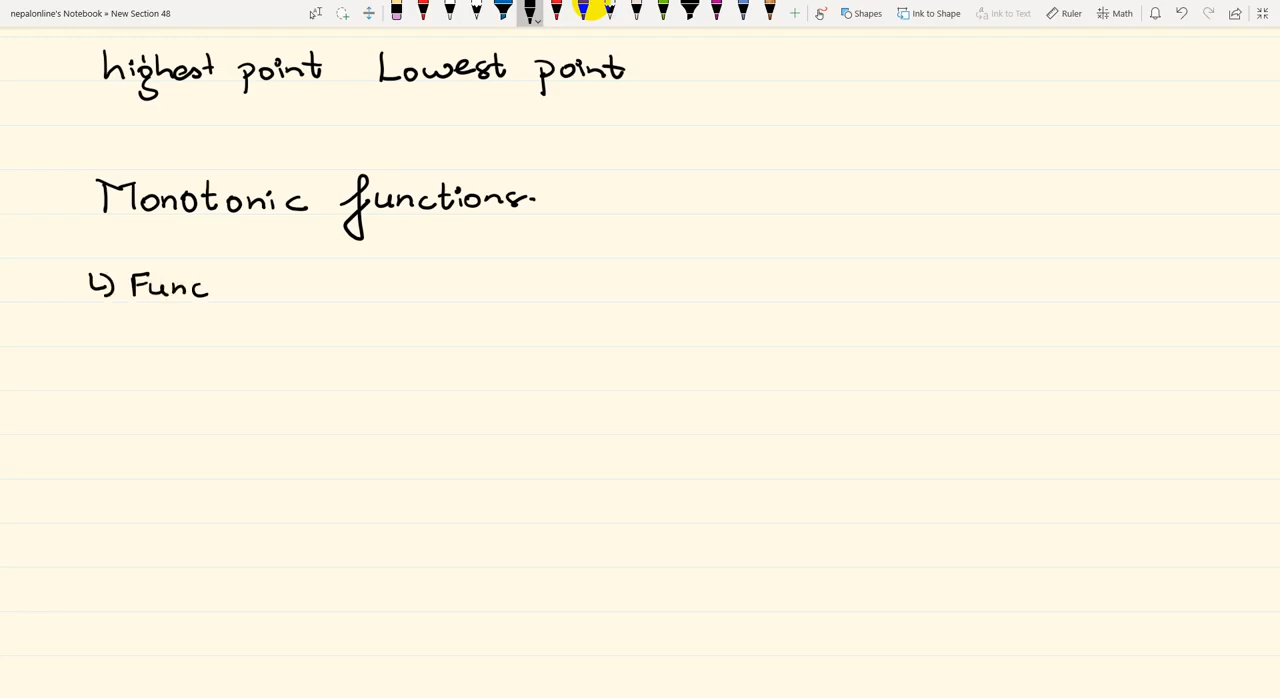 nepalonline's Notebook » New Section 48 Shapes Ink to Shape Ink to Text Ruler Math
highest point Lowest point
Monotonic functions.
↳ Func